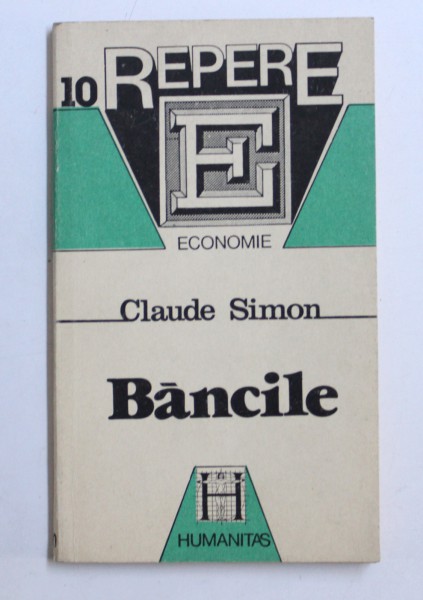 10 REPERE
E
ECONOMIE
Claude Simon
Băncile
H
HUMANITAS